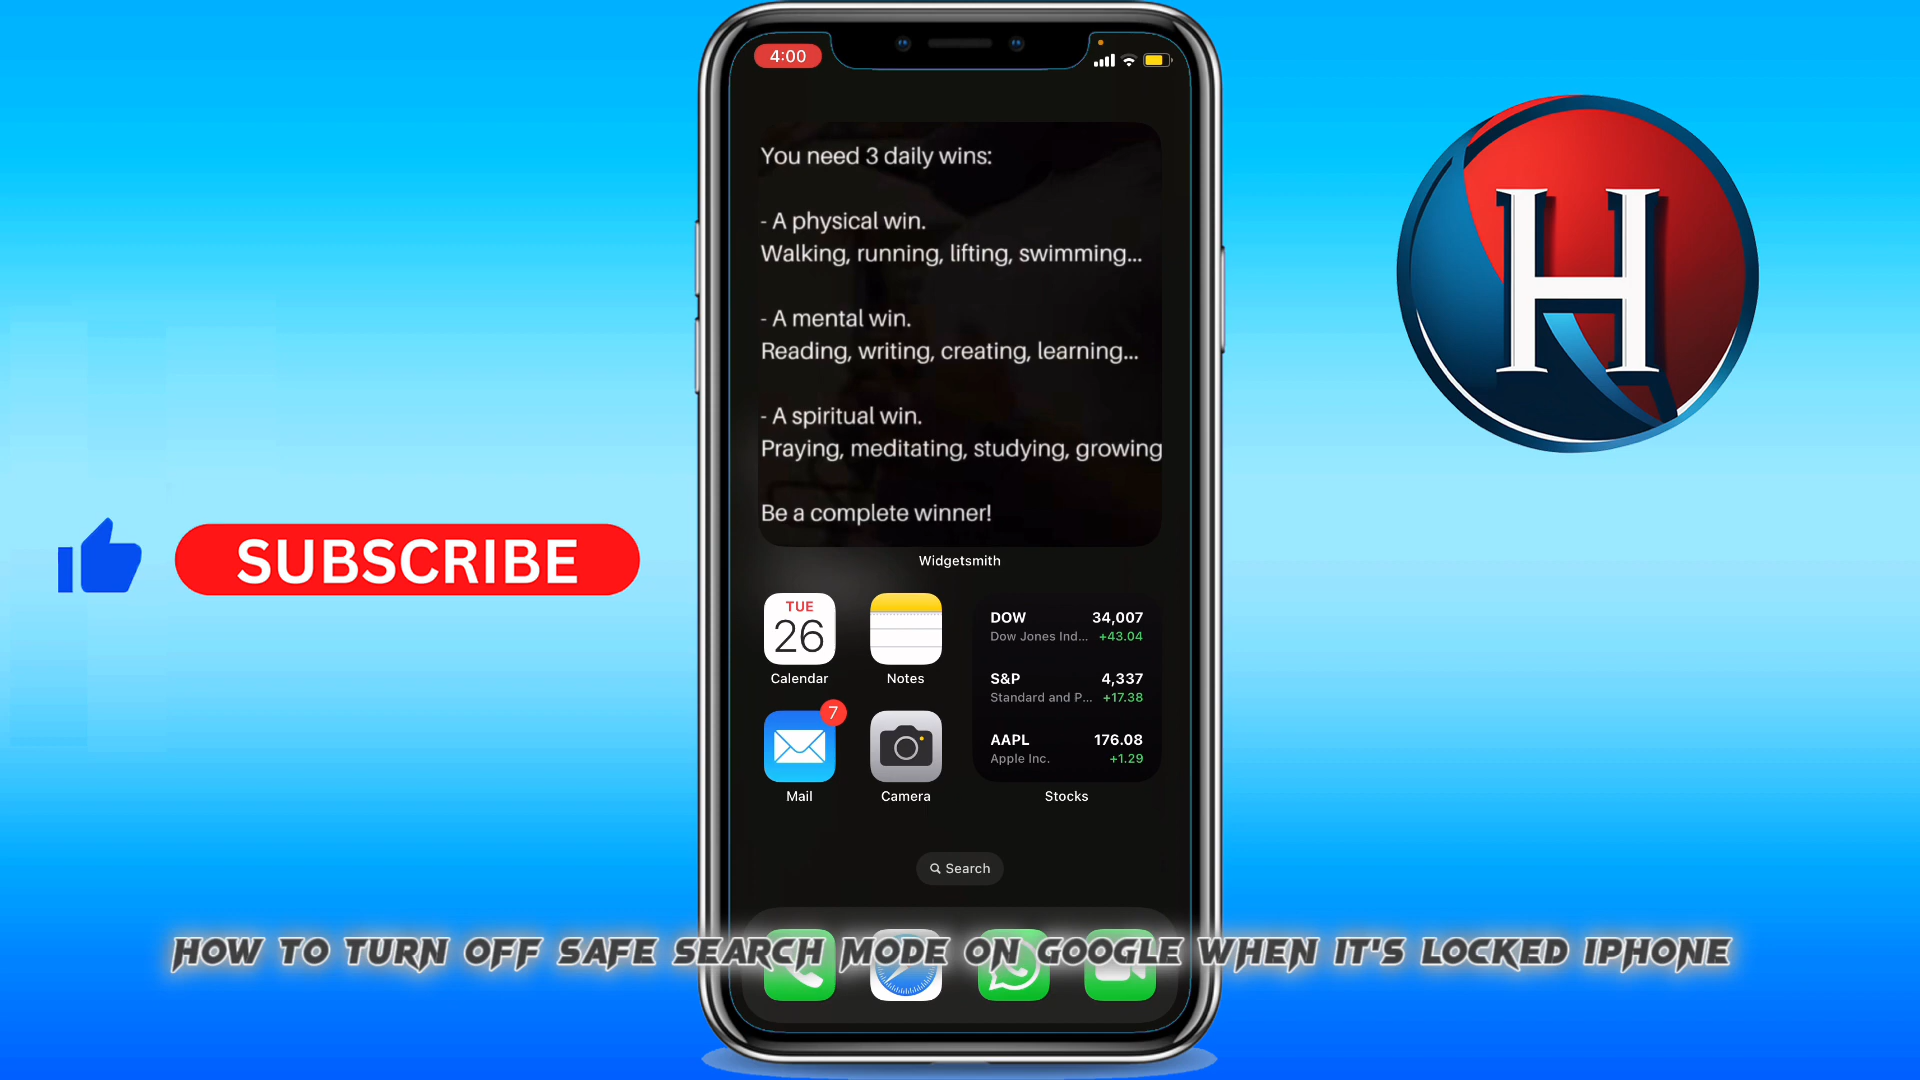 4:00
You need 3 daily wins:
- A physical win.
Walking, running, lifting, swimming...
- A mental win.
Reading, writing, creating, learning...
- A spiritual win.
Praying, meditating, studying, growing
Be a complete winner!
Widgetsmith
H
SUBSCRIBE
TUE
26
Calendar
Notes
DOW 34,007
Dow Jones Ind... +43.04
S&P 4,337
Standard and P... +17.38
AAPL 176.08
Apple Inc. +1.29
Stocks
7
Mail
Camera
Search
HOW TO TURN OFF SAFE SEARCH MODE ON GOOGLE WHEN IT'S LOCKED IPHONE